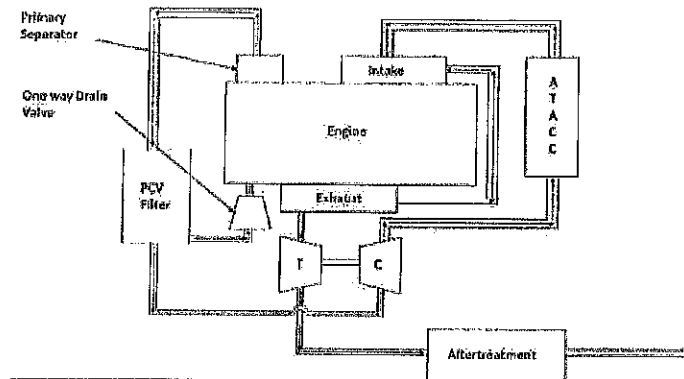 Primary
Separator
One way Drain
Valve
PCV
Filter
Intake
Engine
Exhaust
A
T
A
C
C
T
C
Aftertreatment